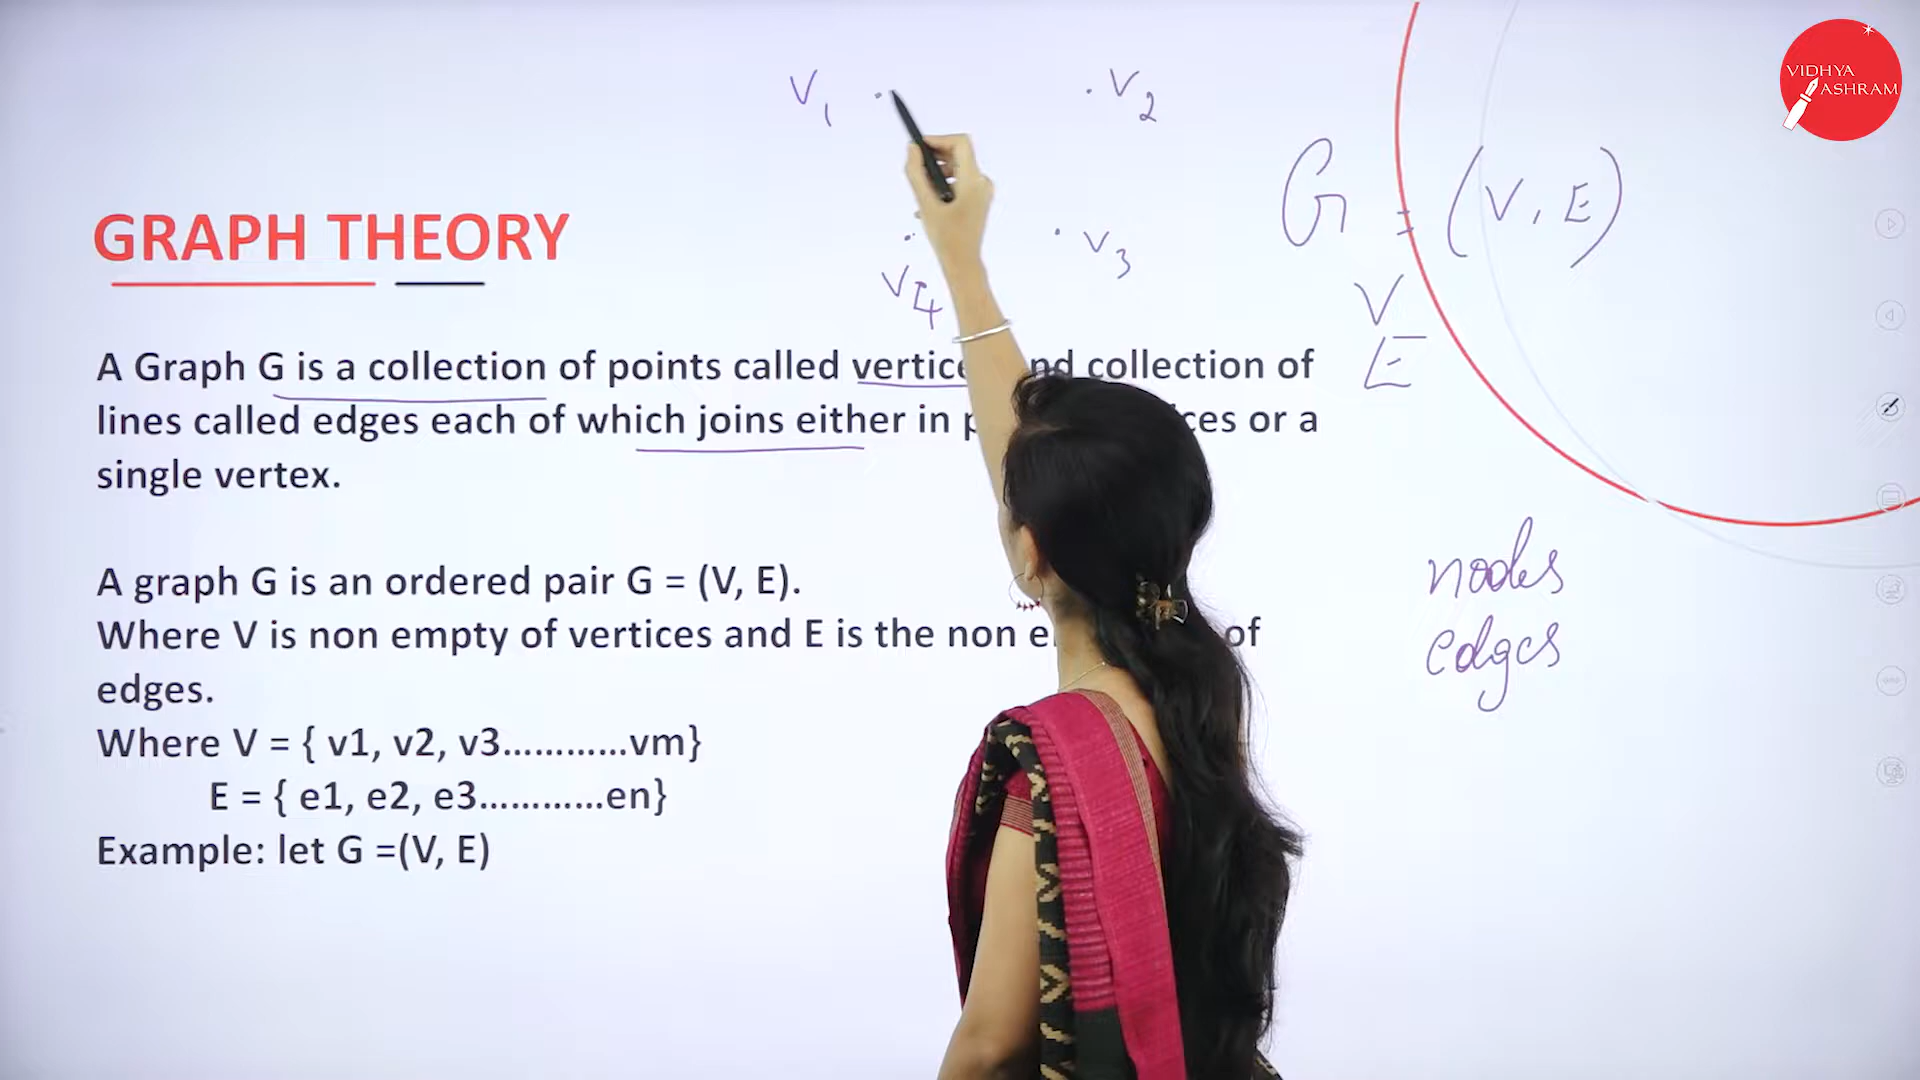 V1 V2
VIDHYA
ASHRAM
G = (V, E)
GRAPH THEORY
V3
V4
V
E
A Graph G is a collection of points called and collection of
lines called edges each of which joins either in or a
single vertex.
nodes
A graph G is an ordered pair G = (V, E).
Where V is non empty of vertices and E is the non of
edges
edges.
Where V = { v1, v2, v3............vm}
E = { e1, e2, e3............en}
Example: let G =(V, E)